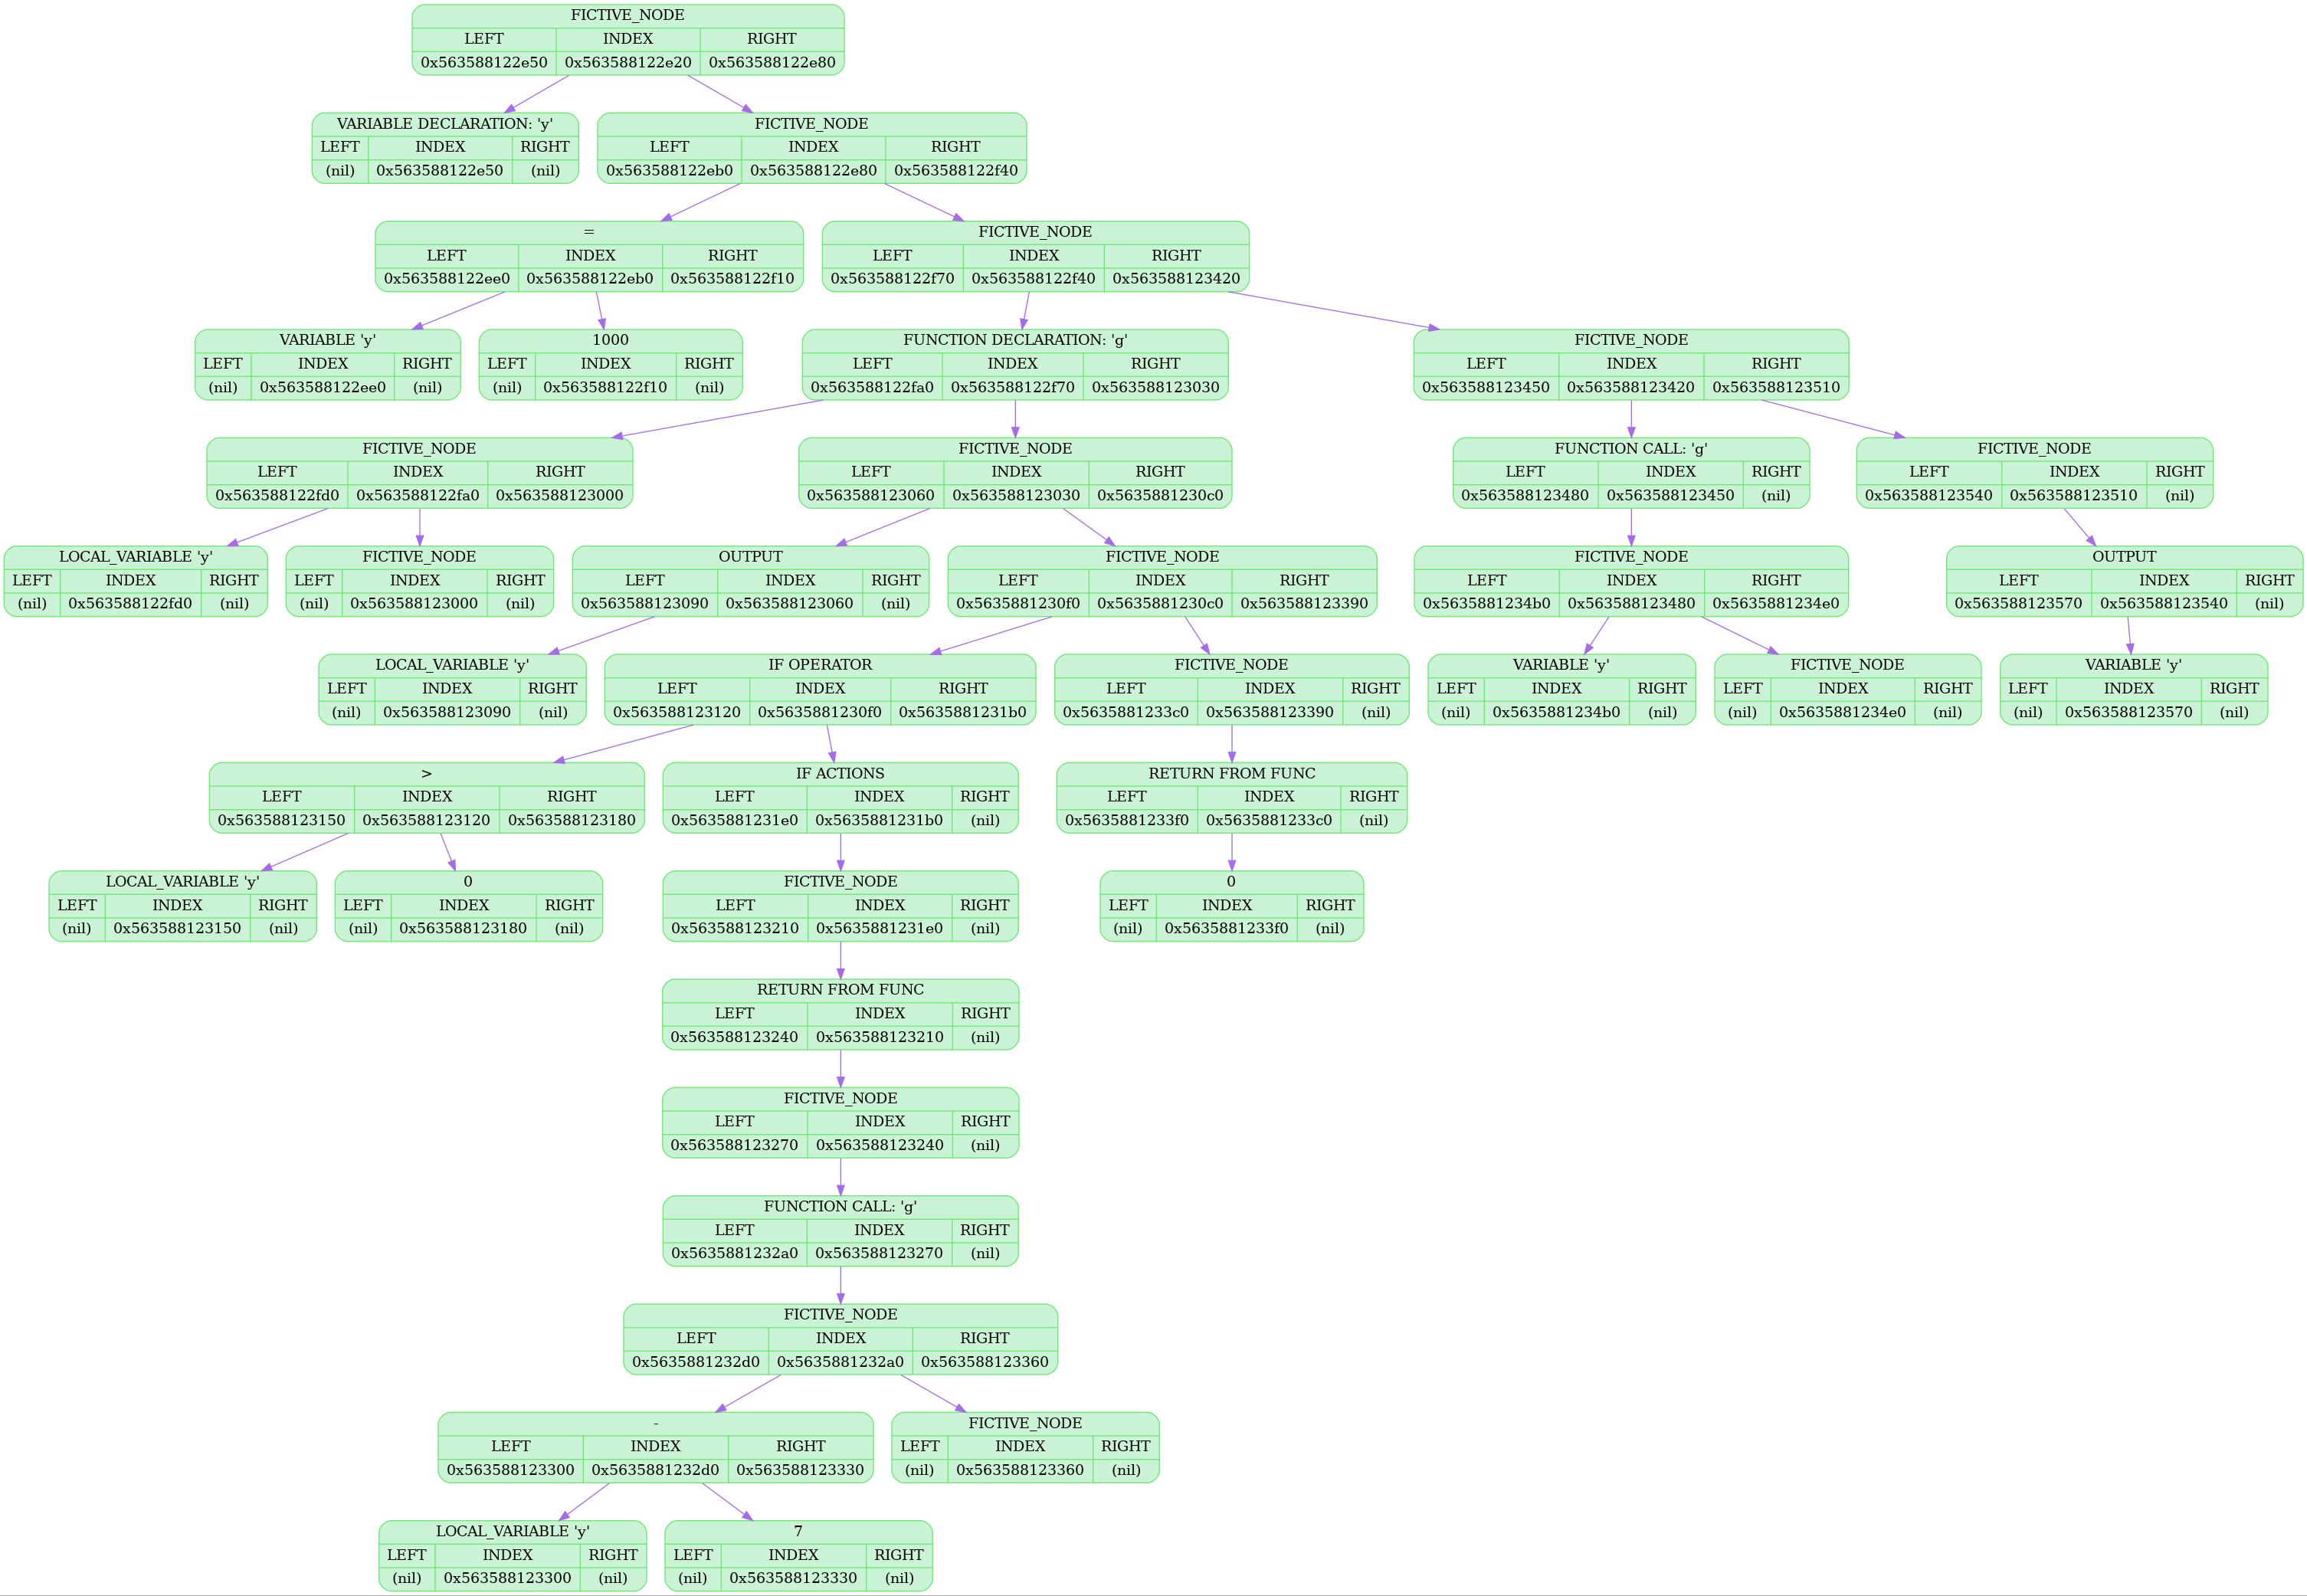 FICTIVE_NODE
LEFT INDEX RIGHT
0x563588122e50 0x563588122e20 0x563588122e80
VARIABLE DECLARATION: 'y'
LEFT INDEX RIGHT
(nil) 0x563588122e50 (nil)
FICTIVE_NODE
LEFT INDEX RIGHT
0x563588122eb0 0x563588122e80 0x563588122f40
=
LEFT INDEX RIGHT
0x563588122ee0 0x563588122eb0 0x563588122f10
FICTIVE_NODE
LEFT INDEX RIGHT
0x563588122f70 0x563588122f40 0x563588123420
VARIABLE 'y'
LEFT INDEX RIGHT
(nil) 0x563588122ee0 (nil)
1000
LEFT INDEX RIGHT
(nil) 0x563588122f10 (nil)
FUNCTION DECLARATION: 'g'
LEFT INDEX RIGHT
0x563588122fa0 0x563588122f70 0x563588123030
FICTIVE_NODE
LEFT INDEX RIGHT
0x563588123450 0x563588123420 0x563588123510
FICTIVE_NODE
LEFT INDEX RIGHT
0x563588122fd0 0x563588122fa0 0x563588123000
FICTIVE_NODE
LEFT INDEX RIGHT
0x563588123060 0x563588123030 0x5635881230c0
FUNCTION CALL: 'g'
LEFT INDEX RIGHT
0x563588123480 0x563588123450 (nil)
FICTIVE_NODE
LEFT INDEX RIGHT
0x563588123540 0x563588123510 (nil)
LOCAL_VARIABLE 'y'
LEFT INDEX RIGHT
(nil) 0x563588122fd0 (nil)
FICTIVE_NODE
LEFT INDEX RIGHT
(nil) 0x563588123000 (nil)
OUTPUT
LEFT INDEX RIGHT
0x563588123090 0x563588123060 (nil)
FICTIVE_NODE
LEFT INDEX RIGHT
0x5635881230f0 0x5635881230c0 0x563588123390
FICTIVE_NODE
LEFT INDEX RIGHT
0x5635881234b0 0x563588123480 0x5635881234e0
OUTPUT
LEFT INDEX RIGHT
0x563588123570 0x563588123540 (nil)
LOCAL_VARIABLE 'y'
LEFT INDEX RIGHT
(nil) 0x563588123090 (nil)
IF OPERATOR
LEFT INDEX RIGHT
0x563588123120 0x5635881230f0 0x5635881231b0
FICTIVE_NODE
LEFT INDEX RIGHT
0x5635881233c0 0x563588123390 (nil)
VARIABLE 'y'
LEFT INDEX RIGHT
(nil) 0x5635881234b0 (nil)
FICTIVE_NODE
LEFT INDEX RIGHT
(nil) 0x5635881234e0 (nil)
VARIABLE 'y'
LEFT INDEX RIGHT
(nil) 0x563588123570 (nil)
>
LEFT INDEX RIGHT
0x563588123150 0x563588123120 0x563588123180
IF ACTIONS
LEFT INDEX RIGHT
0x5635881231e0 0x5635881231b0 (nil)
RETURN FROM FUNC
LEFT INDEX RIGHT
0x5635881233f0 0x5635881233c0 (nil)
LOCAL_VARIABLE 'y'
LEFT INDEX RIGHT
(nil) 0x563588123150 (nil)
0
LEFT INDEX RIGHT
(nil) 0x563588123180 (nil)
FICTIVE_NODE
LEFT INDEX RIGHT
0x563588123210 0x5635881231e0 (nil)
0
LEFT INDEX RIGHT
(nil) 0x5635881233f0 (nil)
RETURN FROM FUNC
LEFT INDEX RIGHT
0x563588123240 0x563588123210 (nil)
FICTIVE_NODE
LEFT INDEX RIGHT
0x563588123270 0x563588123240 (nil)
FUNCTION CALL: 'g'
LEFT INDEX RIGHT
0x5635881232a0 0x563588123270 (nil)
FICTIVE_NODE
LEFT INDEX RIGHT
0x5635881232d0 0x5635881232a0 0x563588123360
-
LEFT INDEX RIGHT
0x563588123300 0x5635881232d0 0x563588123330
FICTIVE_NODE
LEFT INDEX RIGHT
(nil) 0x563588123360 (nil)
LOCAL_VARIABLE 'y'
LEFT INDEX RIGHT
(nil) 0x563588123300 (nil)
7
LEFT INDEX RIGHT
(nil) 0x563588123330 (nil)